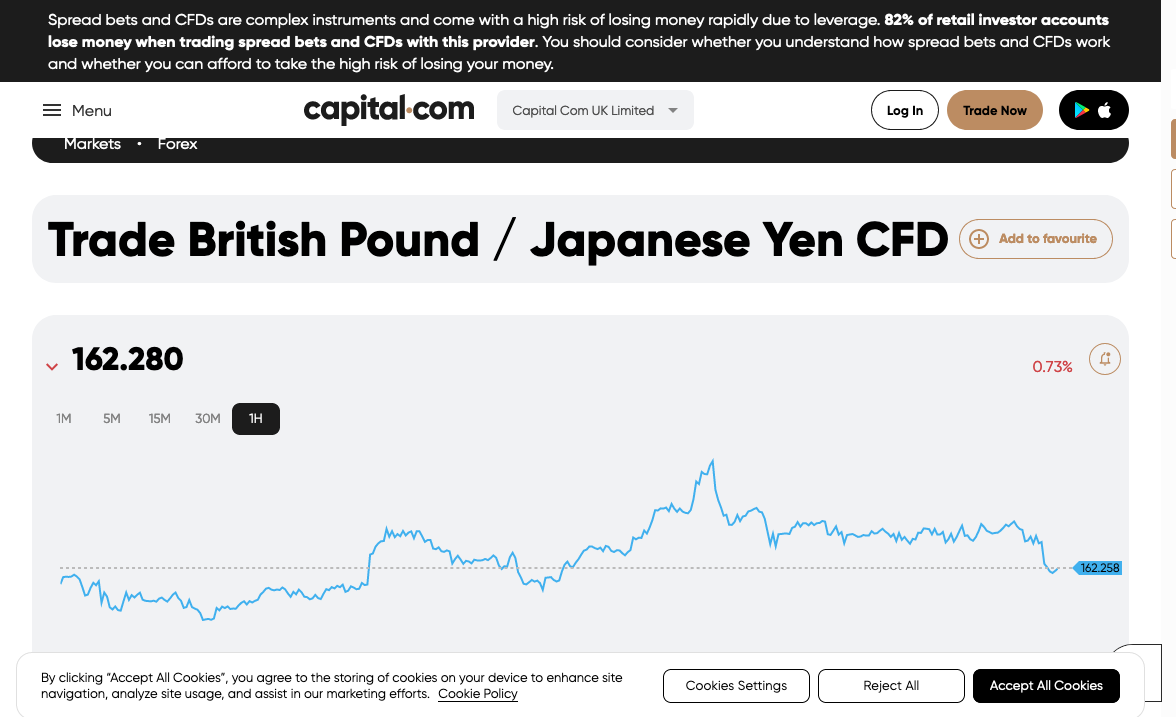 Spread bets and CFDs are complex instruments and come with a high risk of losing money rapidly due to leverage. 82% of retail investor accounts
lose money when trading spread bets and CFDs with this provider. You should consider whether you understand how spread bets and CFDs work
and whether you can afford to take the high risk of losing your money.
Menu
capital.com
Capital Com UK Limited
Log In
Trade Now
Markets • Forex
Trade British Pound / Japanese Yen CFD
Add to favourite
162.280
0.73%
1M 5M 15M 30M 1H
162.258
By clicking “Accept All Cookies”, you agree to the storing of cookies on your device to enhance site
navigation, analyze site usage, and assist in our marketing efforts. Cookie Policy
Cookies Settings
Reject All
Accept All Cookies